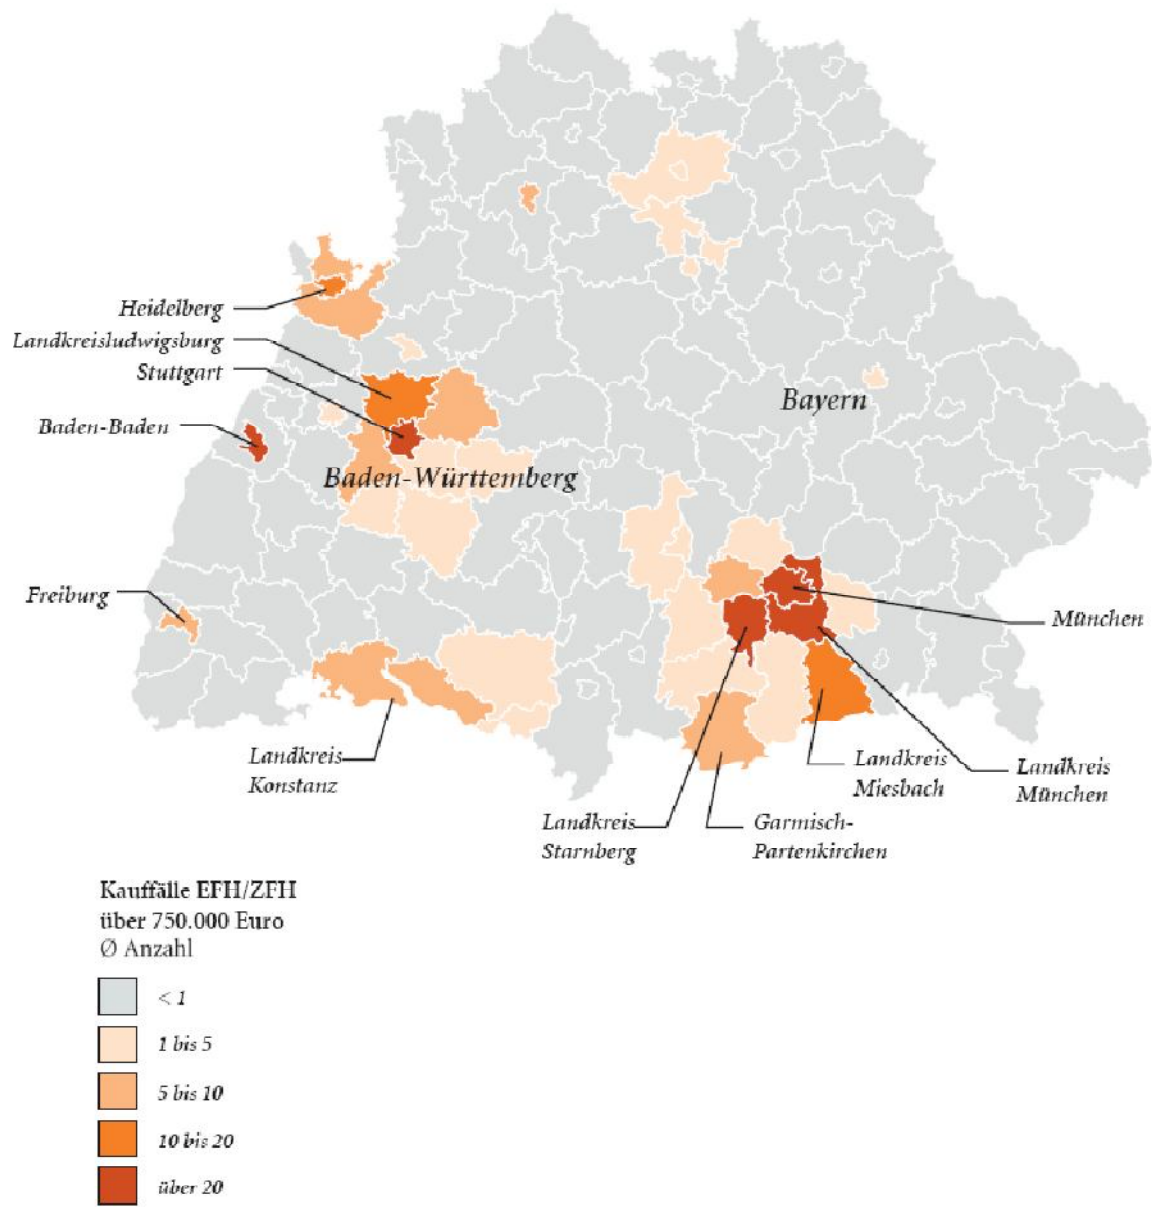 Heidelberg
Landkreisludwigsburg
Stuttgart
Bayern
Baden-Baden
Baden-Württemberg
Freiburg
München
Landkreis
Konstanz
Landkreis
Miesbach
Landkreis
München
Landkreis
Starnberg
Garmisch-
Partenkirchen
Kauffälle EFH/ZFH
über 750.000 Euro
Ø Anzahl
< 1
1 bis 5
5 bis 10
10 bis 20
über 20